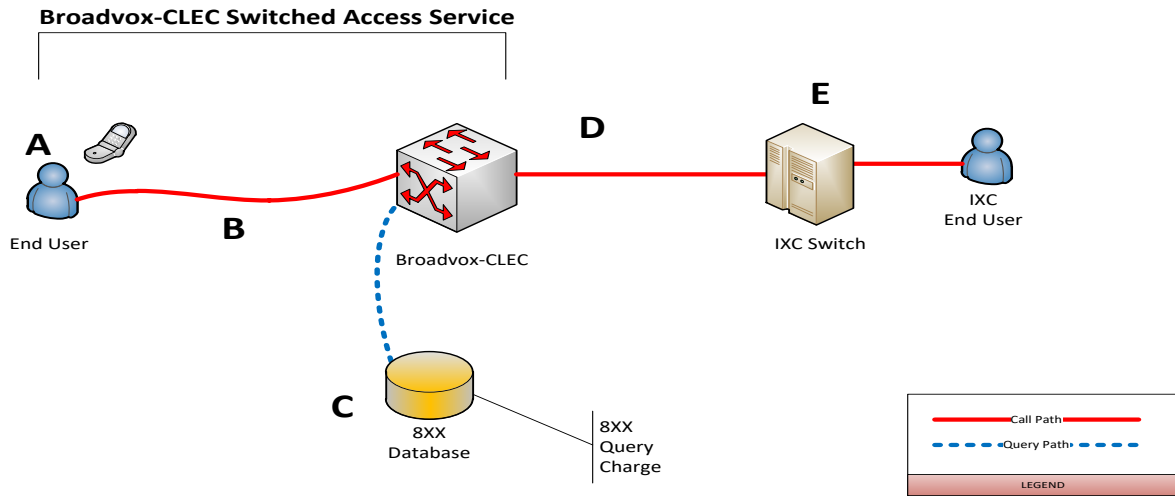 Broadvox-CLEC Switched Access Service
A
End User
B
Broadvox-CLEC
D
E
IXC Switch
IXC
End User
C
8XX
Database
8XX
Query
Charge
Call Path
Query Path
LEGEND